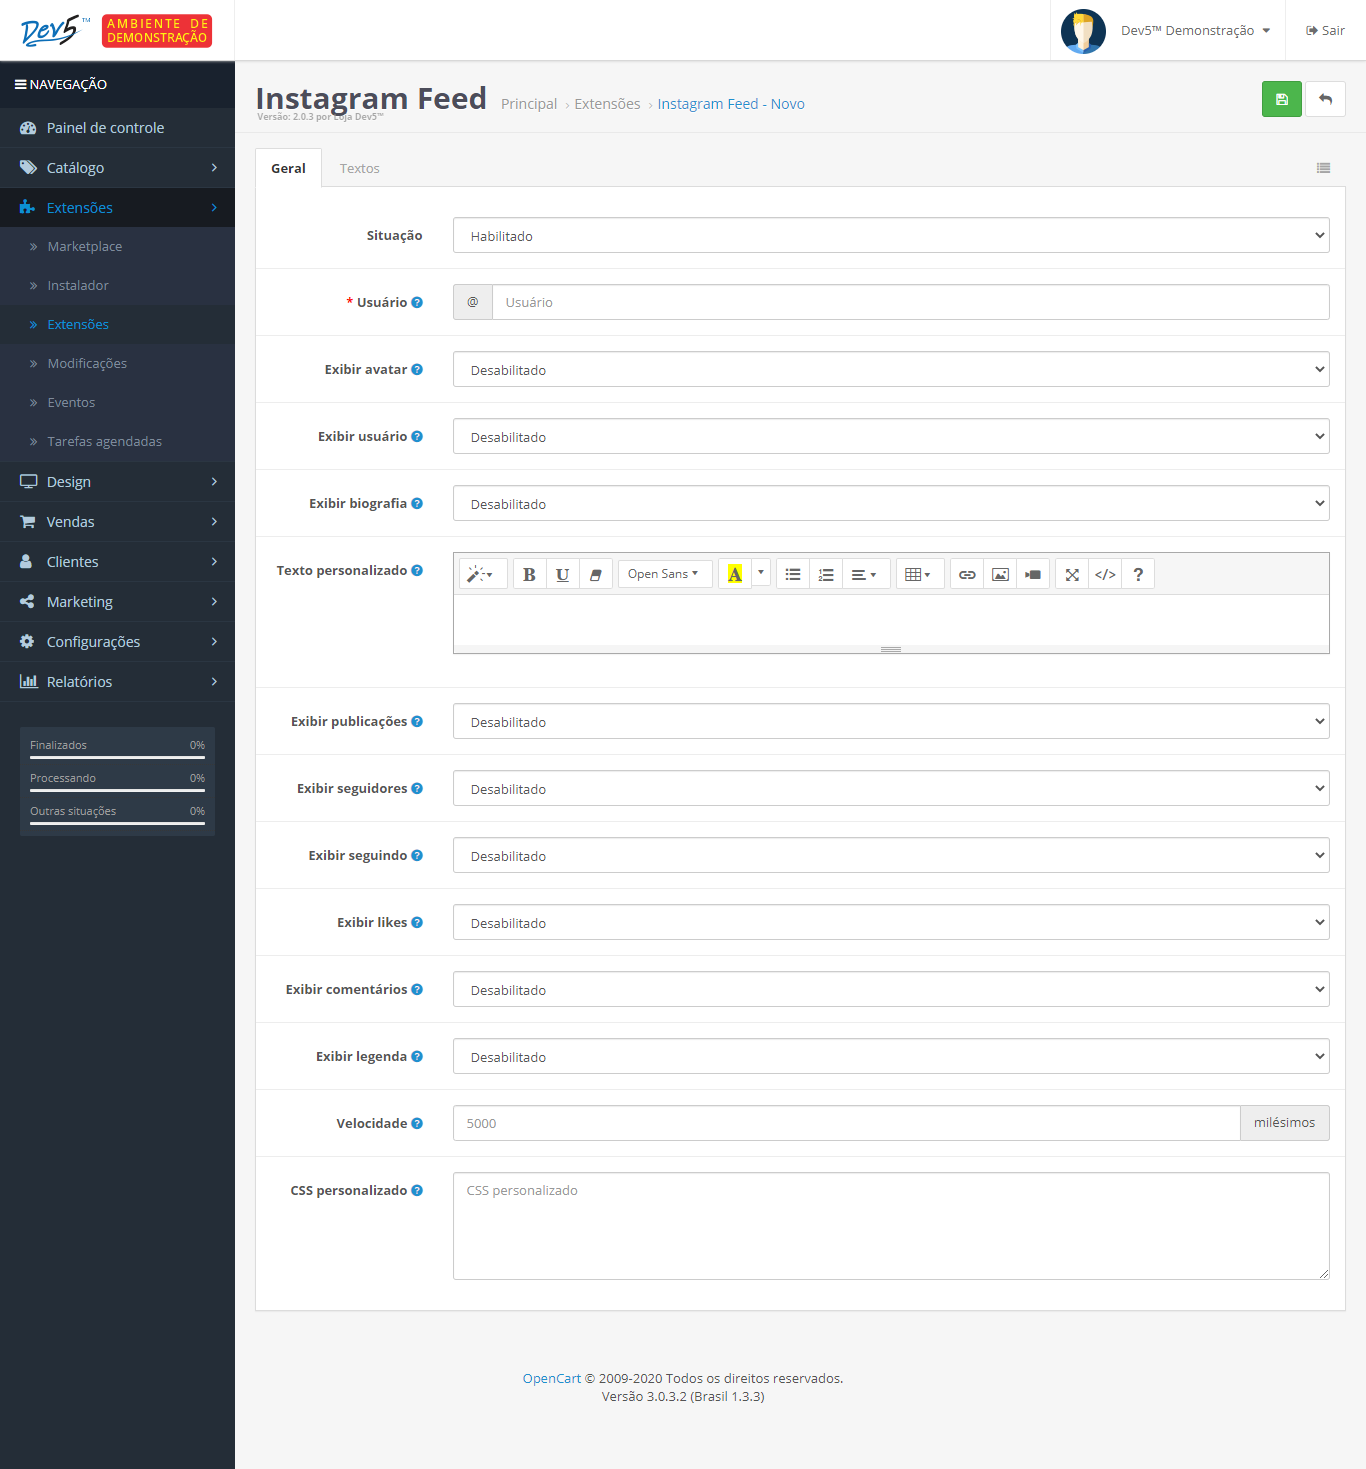 Dev5™
AMBIENTE DE
DEMONSTRAÇÃO
Dev5™ Demonstração
Sair
NAVEGAÇÃO
Painel de controle
Catálogo
Extensões
Marketplace
Instalador
Extensões
Modificações
Eventos
Tarefas agendadas
Design
Vendas
Clientes
Marketing
Configurações
Relatórios
Finalizados 0%
Processando 0%
Outras situações 0%
Instagram Feed Principal › Extensões › Instagram Feed - Novo
Versão: 2.0.3 por Loja Dev5™
Geral Textos
Situação Habilitado
* Usuário @ Usuário
Exibir avatar Desabilitado
Exibir usuário Desabilitado
Exibir biografia Desabilitado
Texto personalizado B U Open Sans A </> ?
Exibir publicações Desabilitado
Exibir seguidores Desabilitado
Exibir seguindo Desabilitado
Exibir likes Desabilitado
Exibir comentários Desabilitado
Exibir legenda Desabilitado
Velocidade 5000 milésimos
CSS personalizado CSS personalizado
OpenCart © 2009-2020 Todos os direitos reservados.
Versão 3.0.3.2 (Brasil 1.3.3)